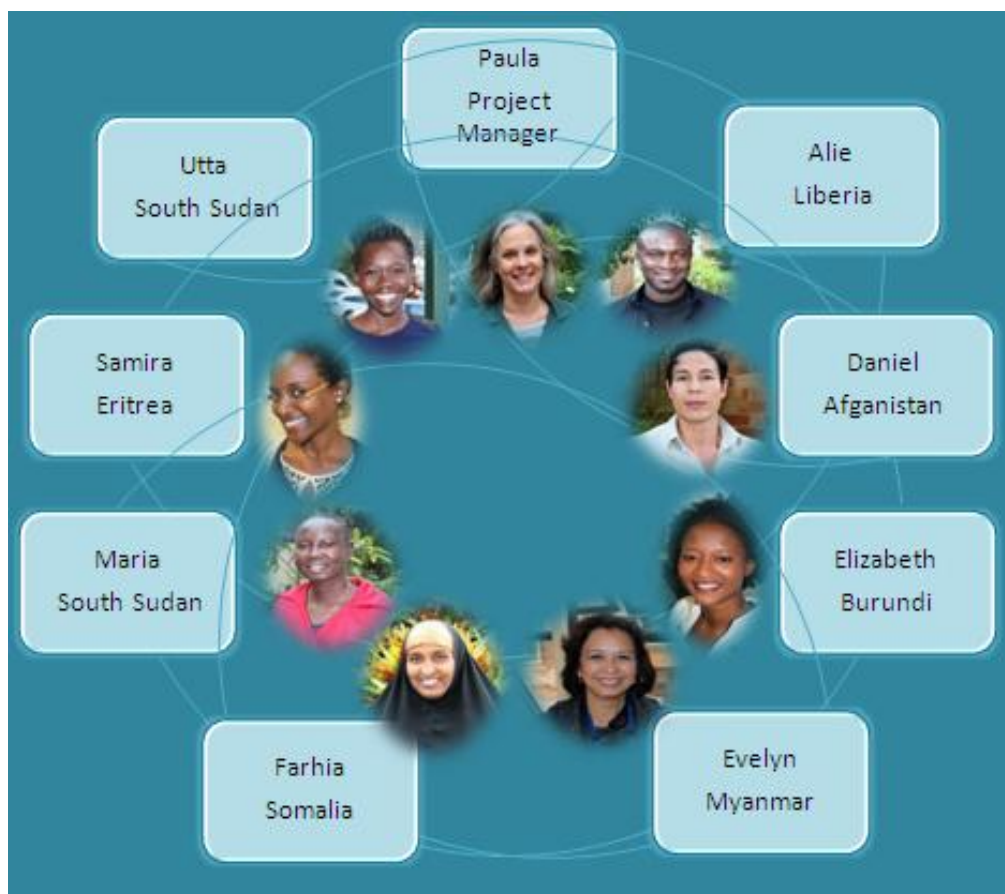 Paula
Project
Manager
Alie
Liberia
Daniel
Afganistan
Elizabeth
Burundi
Evelyn
Myanmar
Farhia
Somalia
Maria
South Sudan
Samira
Eritrea
Utta
South Sudan